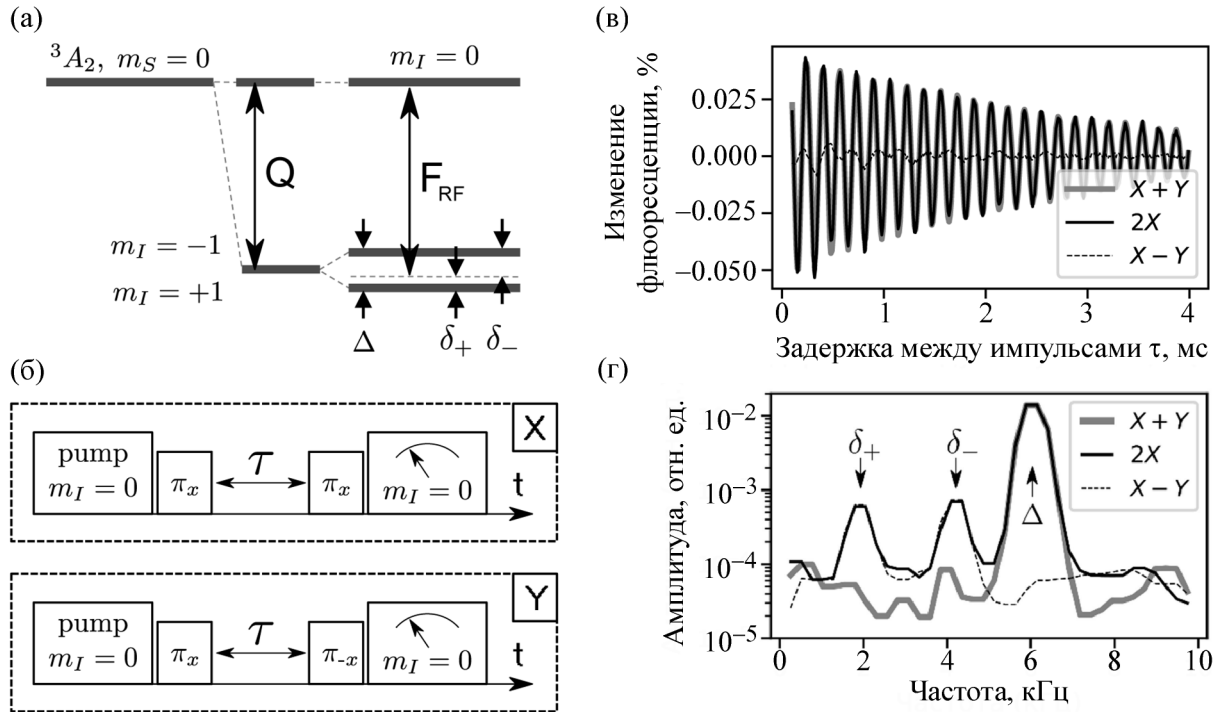 (а)
³A₂, m_S = 0
m_I = 0
Q
F_RF
m_I = −1
m_I = +1
Δ
δ₊
δ₋
(б)
X
pump
m_I = 0
π_x
τ
π_x
m_I = 0
t
Y
pump
m_I = 0
π_x
τ
π_-x
m_I = 0
t
(в)
Изменение
флюоресценции, %
0.025
0.000
−0.025
−0.050
X + Y
2X
X − Y
0
1
2
3
4
Задержка между импульсами τ, мс
(г)
Амплитуда, отн. ед.
10⁻²
10⁻³
10⁻⁴
10⁻⁵
δ₊
δ₋
Δ
X + Y
2X
X − Y
0
2
4
6
8
10
Частота, кГц